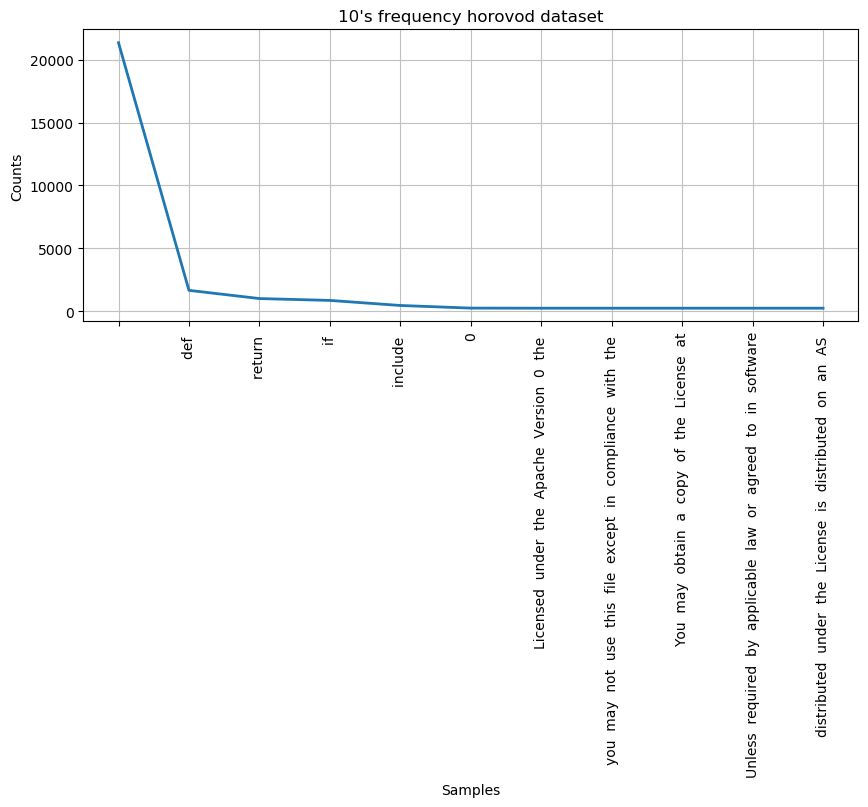 10's frequency horovod dataset
20000
15000
10000
5000
0
Counts
def
return
if
include
0
Licensed under the Apache Version 0 the
you may not use this file except in compliance with the
You may obtain a copy of the License at
Unless required by applicable law or agreed to in software
distributed under the License is distributed on an AS
Samples